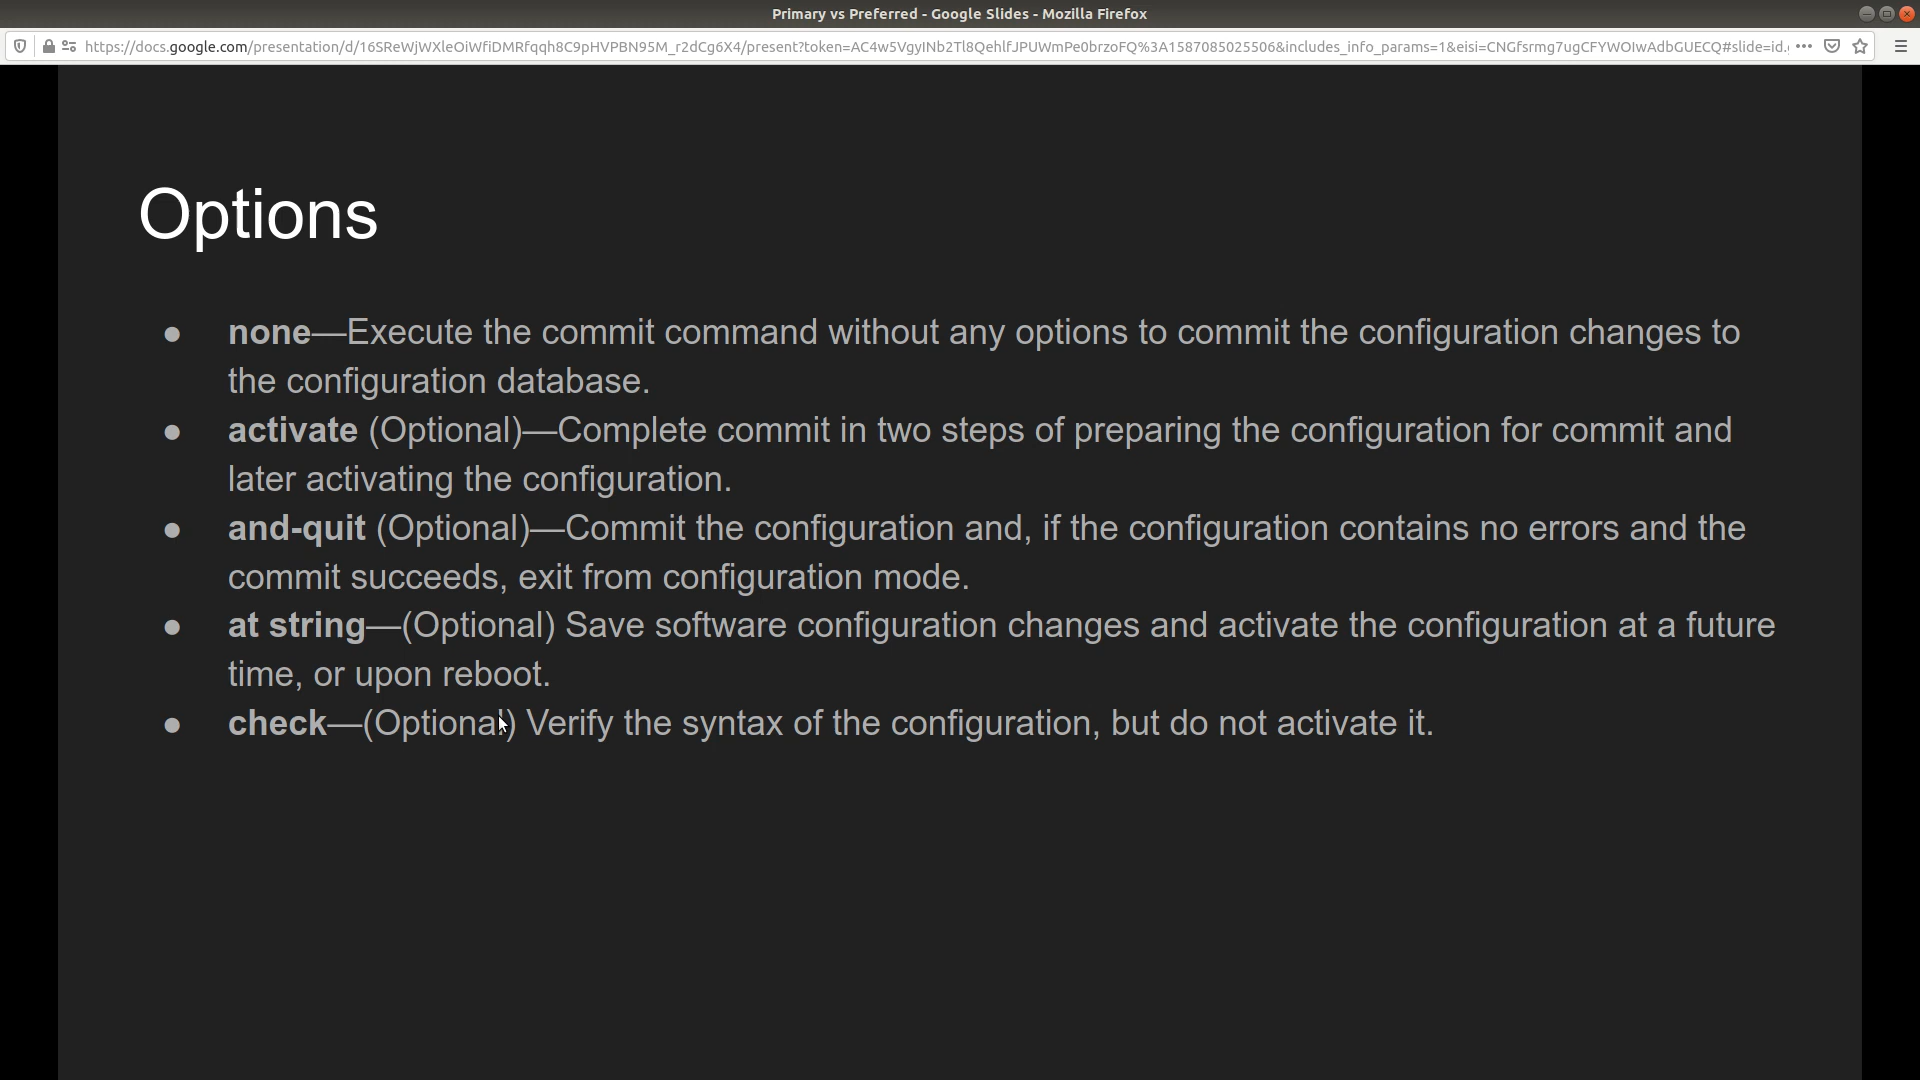 Primary vs Preferred - Google Slides - Mozilla Firefox
https://docs.google.com/presentation/d/16SReWjWXleOiWfiDMRfqqh8C9pHVPBN95M_r2dCg6X4/present?token=AC4w5VgyINb2Tl8QehlfJPUWmPe0brzoFQ%3A1587085025506&includes_info_params=1&eisi=CNGfsrmg7ugCFYWOIwAdbGUECQ#slide=id.
Options
● none—Execute the commit command without any options to commit the configuration changes to
the configuration database.
● activate (Optional)—Complete commit in two steps of preparing the configuration for commit and
later activating the configuration.
● and-quit (Optional)—Commit the configuration and, if the configuration contains no errors and the
commit succeeds, exit from configuration mode.
● at string—(Optional) Save software configuration changes and activate the configuration at a future
time, or upon reboot.
● check—(Optional) Verify the syntax of the configuration, but do not activate it.